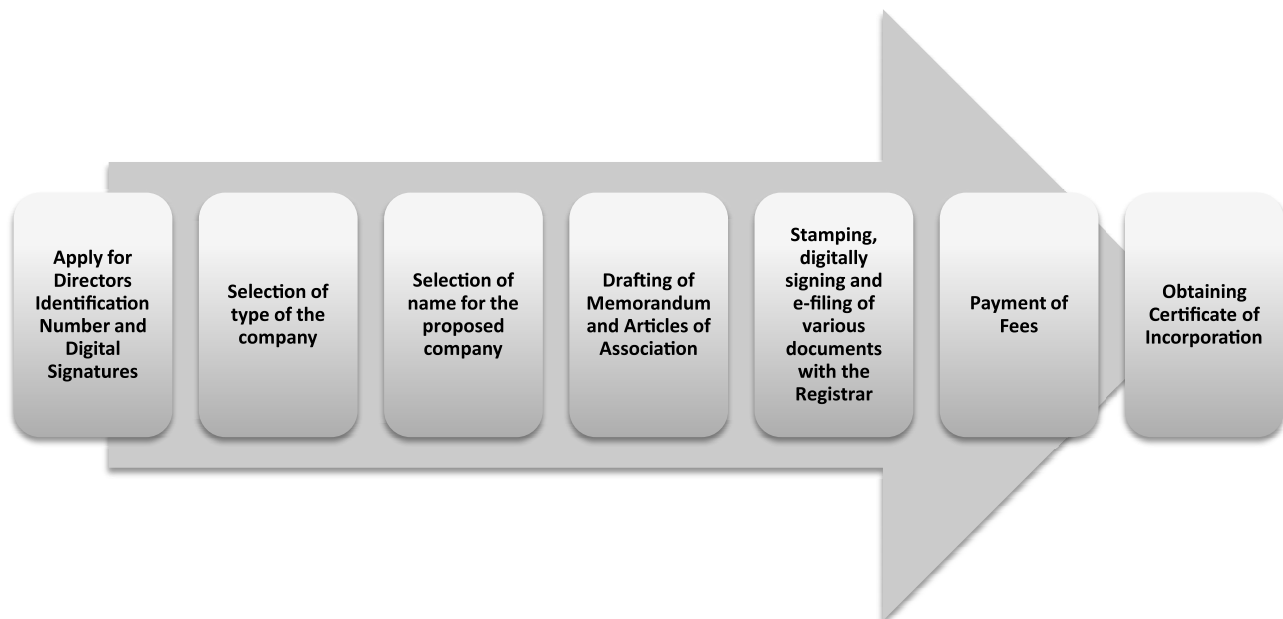 Apply for
Directors
Identification
Number and
Digital
Signatures
Selection of
type of the
company
Selection of
name for the
proposed
company
Drafting of
Memorandum
and Articles of
Association
Stamping,
digitally
signing and
e-filing of
various
documents
with the
Registrar
Payment of
Fees
Obtaining
Certificate of
Incorporation